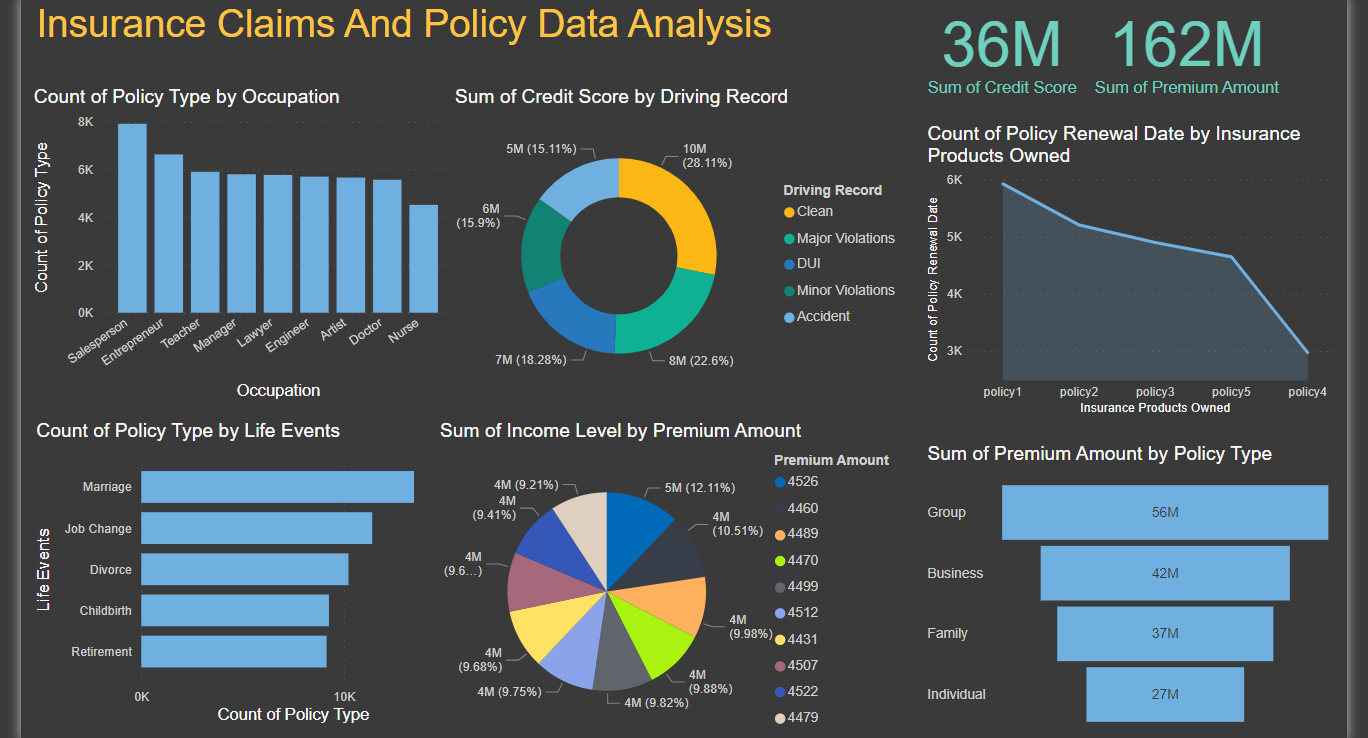 Insurance Claims And Policy Data Analysis
36M
Sum of Credit Score
162M
Sum of Premium Amount
Count of Policy Type by Occupation
Count of Policy Type
8K
6K
4K
2K
0K
Salesperson
Entrepreneur
Teacher
Manager
Lawyer
Engineer
Artist
Doctor
Nurse
Occupation
Sum of Credit Score by Driving Record
5M (15.11%)
10M
(28.11%)
6M
(15.9%)
7M (18.28%)
8M (22.6%)
Driving Record
Clean
Major Violations
DUI
Minor Violations
Accident
Count of Policy Renewal Date by Insurance
Products Owned
Count of Policy Renewal Date
6K
5K
4K
3K
policy1
policy2
policy3
policy5
policy4
Insurance Products Owned
Count of Policy Type by Life Events
Life Events
Marriage
Job Change
Divorce
Childbirth
Retirement
0K
10K
Count of Policy Type
Sum of Income Level by Premium Amount
4M (9.21%)
5M (12.11%)
4M
(9.41%)
4M
(10.51%)
4M
(9.6...)
4M
(9.98%)
4M
(9.68%)
4M
(9.88%)
4M (9.75%)
4M (9.82%)
Premium Amount
4526
4460
4489
4470
4499
4512
4431
4507
4522
4479
Sum of Premium Amount by Policy Type
Group
56M
Business
42M
Family
37M
Individual
27M